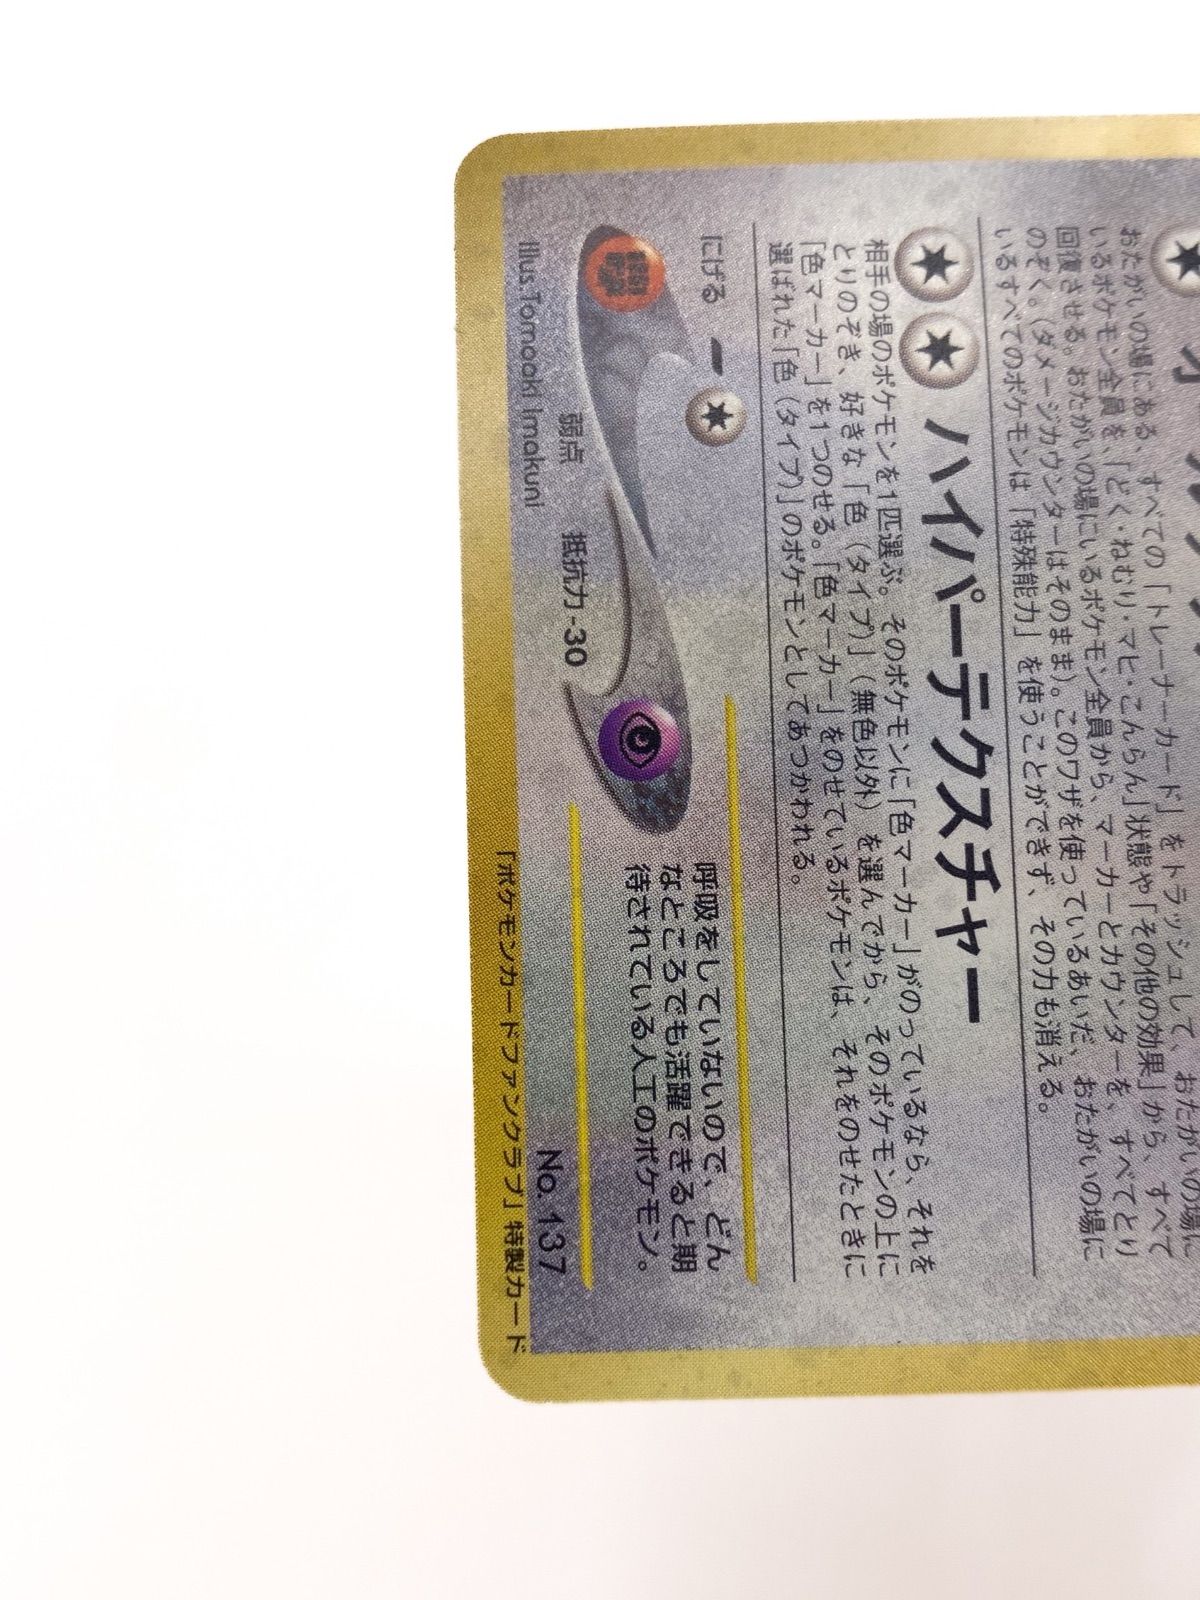 おたがいの場にある、すべての「トレーナーカード」をトラッシュして、おたがいの場に
いるポケモン全員を、「どく・ねむり・マヒ・こんらん」状態や「その他の効果」から、すべて
回復させる。おたがいの場にいるポケモン全員から、マーカーとカウンターを、すべてとり
のぞく。(ダメージカウンターはそのまま)。このワザを使っているあいだ、おたがいの場に
いるすべてのポケモンは「特殊能力」を使うことができず、その力も消える。
ハイパーテクスチャー
相手の場のポケモンを1匹選ぶ。そのポケモンに「色マーカー」がのっているなら、それを
とりのぞき、好きな「色(タイプ)」(無色以外)を選んでから、そのポケモンの上に
「色マーカー」を1つのせる。「色マーカー」をのせているポケモンは、それをのせたときに
選ばれた「色(タイプ)」のポケモンとしてあつかわれる。
にげる
弱点
抵抗力 -30
呼吸をしていないので、どん
なところでも活躍できると期
待されている人工のポケモン。
Illus. Tomoaki Imakuni
No. 137
「ポケモンカードファンクラブ」特製カード